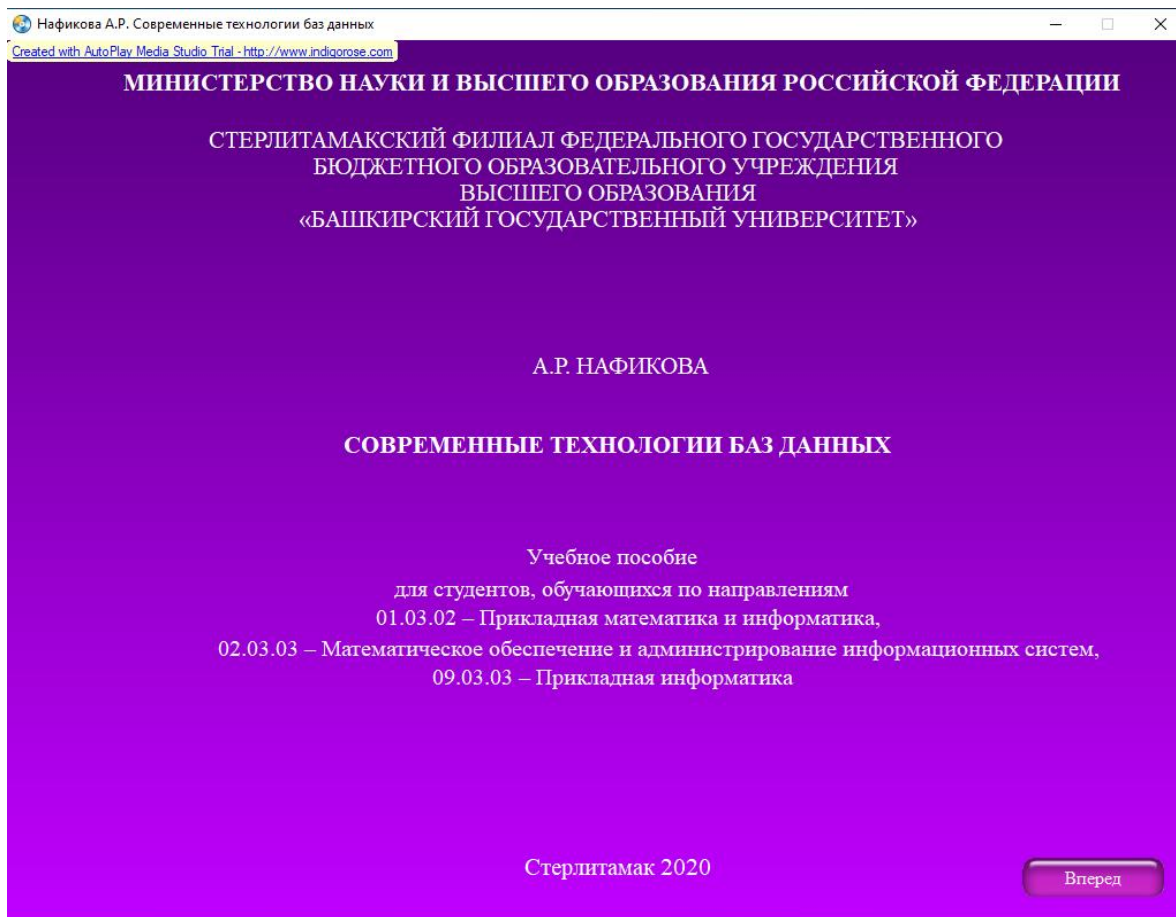 Нафикова А.Р. Современные технологии баз данных
Created with AutoPlay Media Studio Trial - http://www.indigorose.com
МИНИСТЕРСТВО НАУКИ И ВЫСШЕГО ОБРАЗОВАНИЯ РОССИЙСКОЙ ФЕДЕРАЦИИ
СТЕРЛИТАМАКСКИЙ ФИЛИАЛ ФЕДЕРАЛЬНОГО ГОСУДАРСТВЕННОГО
БЮДЖЕТНОГО ОБРАЗОВАТЕЛЬНОГО УЧРЕЖДЕНИЯ
ВЫСШЕГО ОБРАЗОВАНИЯ
«БАШКИРСКИЙ ГОСУДАРСТВЕННЫЙ УНИВЕРСИТЕТ»
А.Р. НАФИКОВА
СОВРЕМЕННЫЕ ТЕХНОЛОГИИ БАЗ ДАННЫХ
Учебное пособие
для студентов, обучающихся по направлениям
01.03.02 – Прикладная математика и информатика,
02.03.03 – Математическое обеспечение и администрирование информационных систем,
09.03.03 – Прикладная информатика
Стерлитамак 2020
Вперед